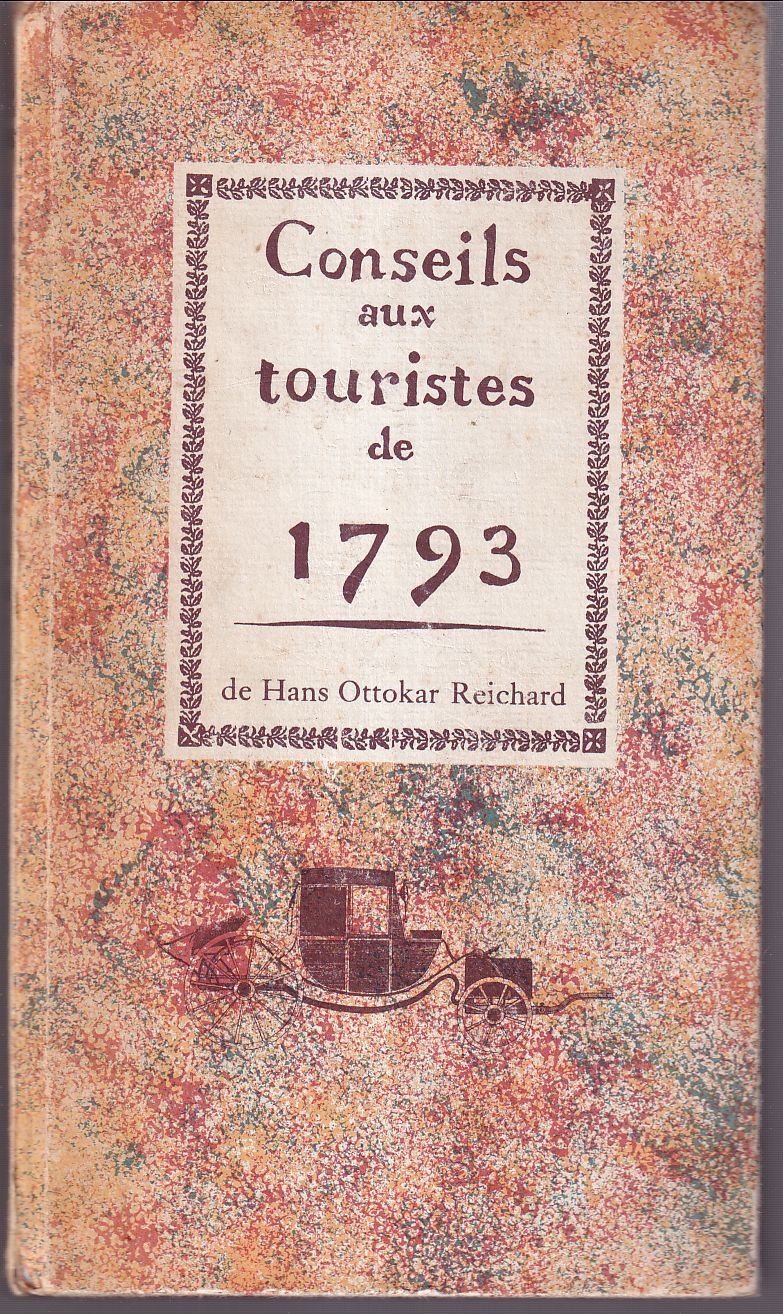 Conseils
aux
touristes
de
1793
de Hans Ottokar Reichard